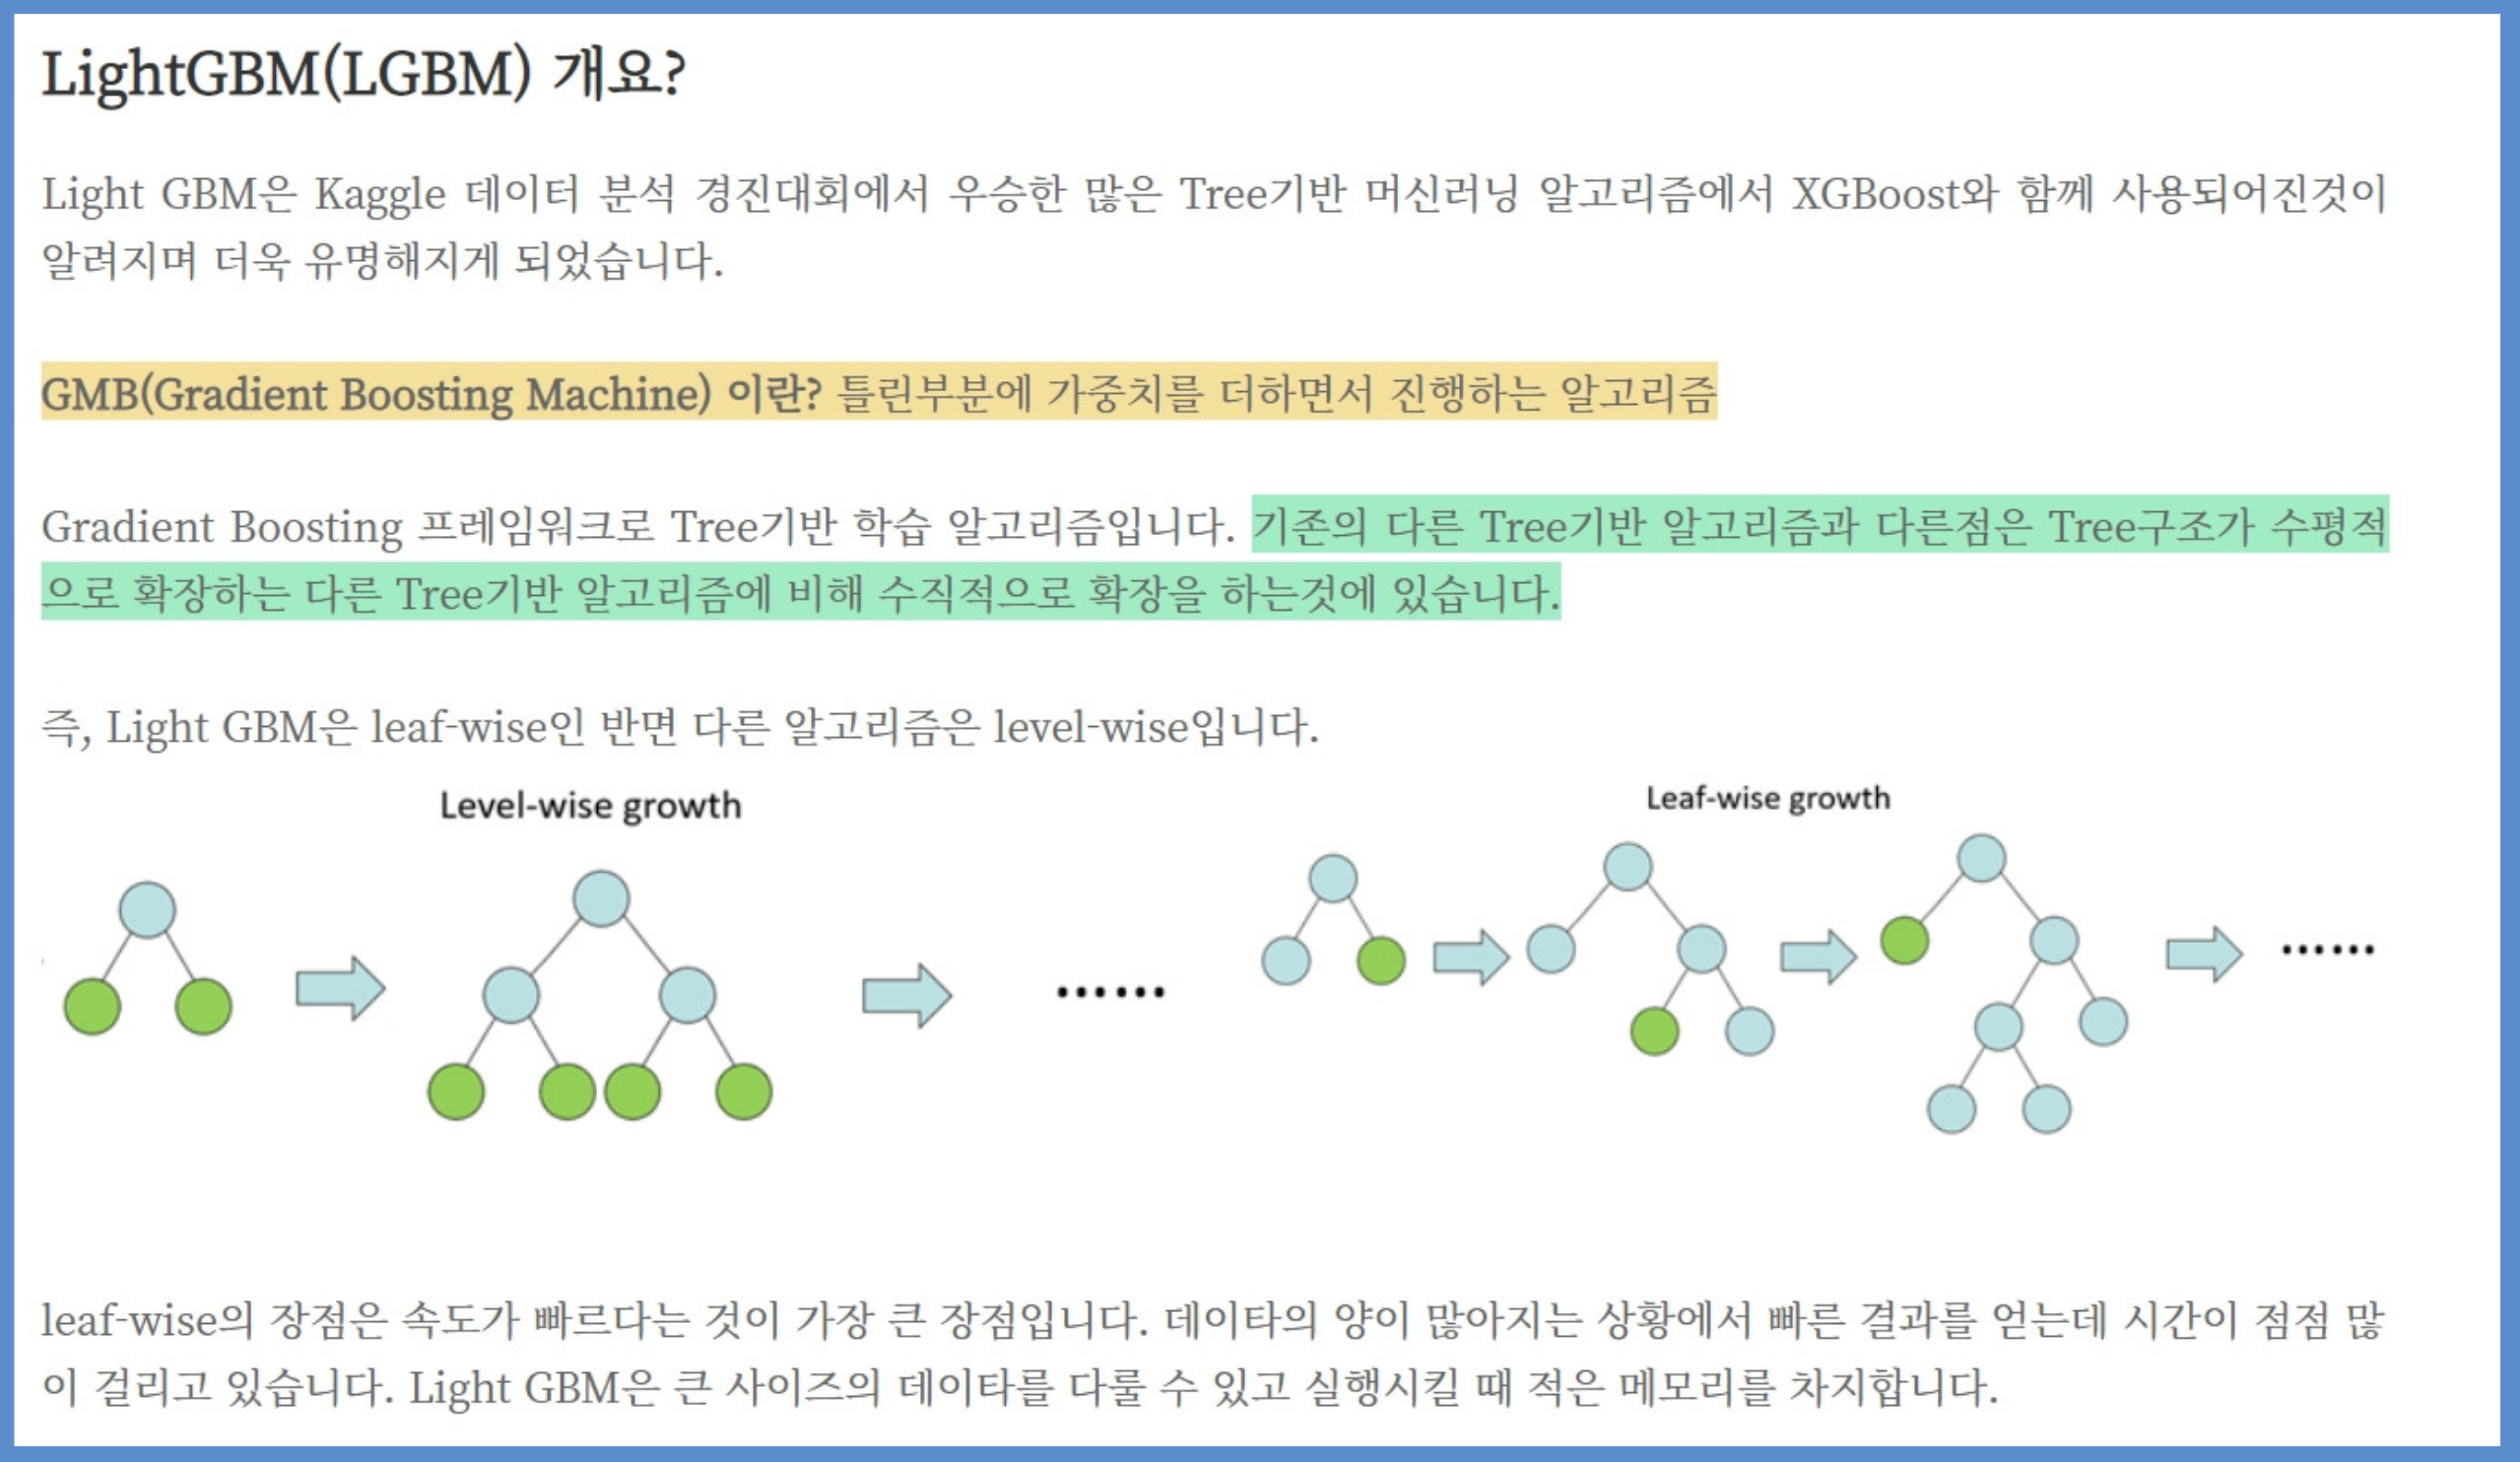 LightGBM(LGBM) 개요?
Light GBM은 Kaggle 데이터 분석 경진대회에서 우승한 많은 Tree기반 머신러닝 알고리즘에서 XGBoost와 함께 사용되어진것이
알려지며 더욱 유명해지게 되었습니다.
GMB(Gradient Boosting Machine) 이란? 틀린부분에 가중치를 더하면서 진행하는 알고리즘
Gradient Boosting 프레임워크로 Tree기반 학습 알고리즘입니다. 기존의 다른 Tree기반 알고리즘과 다른점은 Tree구조가 수평적
으로 확장하는 다른 Tree기반 알고리즘에 비해 수직적으로 확장을 하는것에 있습니다.
즉, Light GBM은 leaf-wise인 반면 다른 알고리즘은 level-wise입니다.
Level-wise growth
Leaf-wise growth
......
......
leaf-wise의 장점은 속도가 빠르다는 것이 가장 큰 장점입니다. 데이타의 양이 많아지는 상황에서 빠른 결과를 얻는데 시간이 점점 많
이 걸리고 있습니다. Light GBM은 큰 사이즈의 데이타를 다룰 수 있고 실행시킬 때 적은 메모리를 차지합니다.